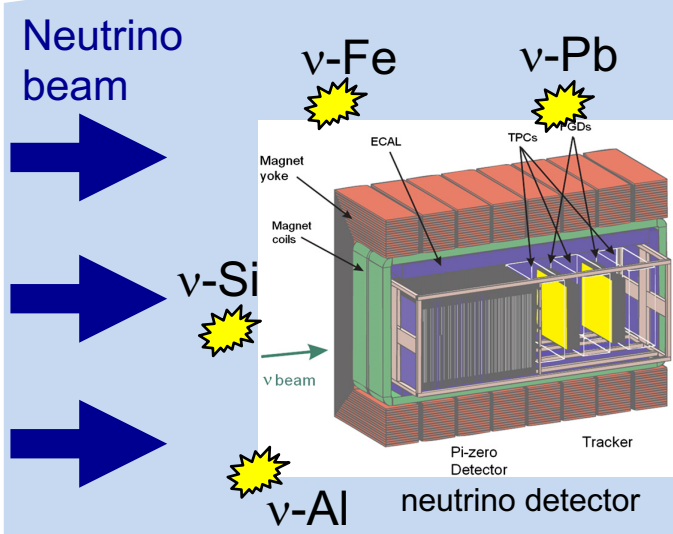 Neutrino
beam
ν-Fe
ν-Pb
ECAL
TPCs
FGDs
Magnet
yoke
Magnet
coils
ν-Si
ν beam
Pi-zero
Detector
Tracker
ν-Al
neutrino detector